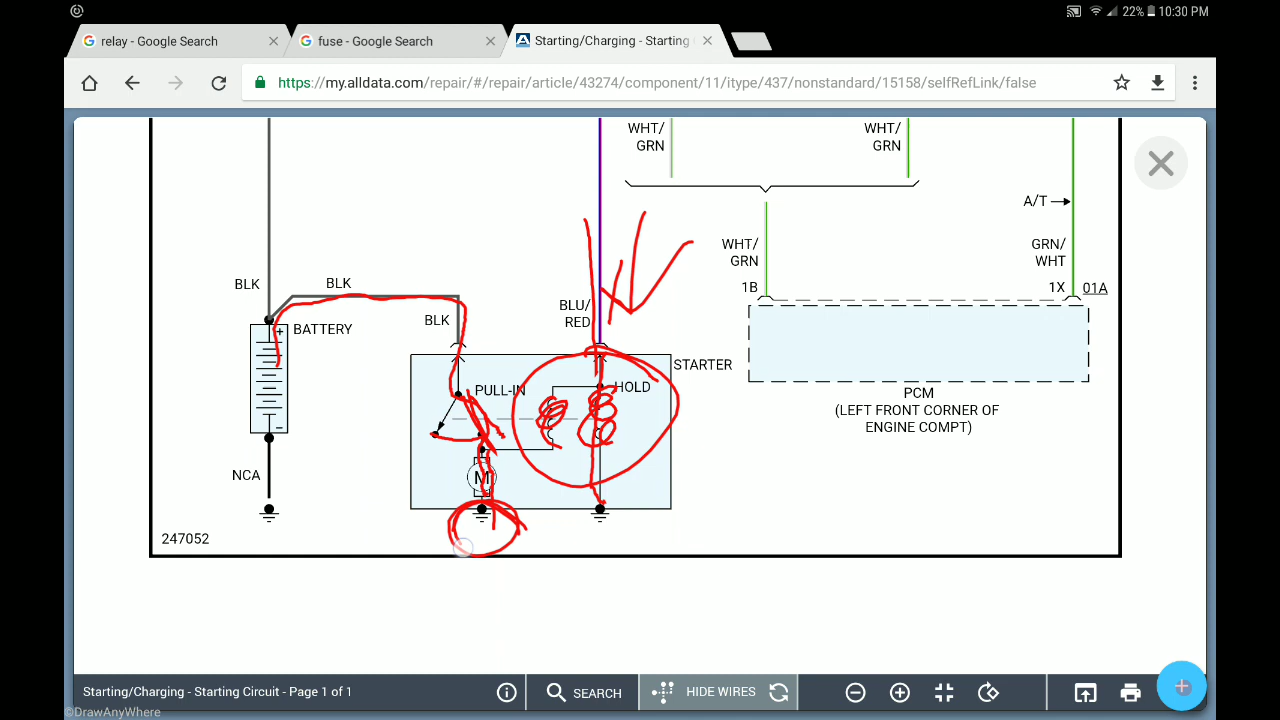 22% 10:30 PM
relay - Google Search
fuse - Google Search
Starting/Charging - Starting
https://my.alldata.com/repair/#/repair/article/43274/component/11/itype/437/nonstandard/15158/selfRefLink/false
WHT/
GRN
WHT/
GRN
A/T
WHT/
GRN
GRN/
WHT
BLK
BLK
1B
1X
01A
BLU/
RED
BLK
+
BATTERY
STARTER
PULL-IN
HOLD
PCM
(LEFT FRONT CORNER OF
ENGINE COMPT)
-
NCA
M
247052
Starting/Charging - Starting Circuit - Page 1 of 1
SEARCH
HIDE WIRES
©DrawAnyWhere